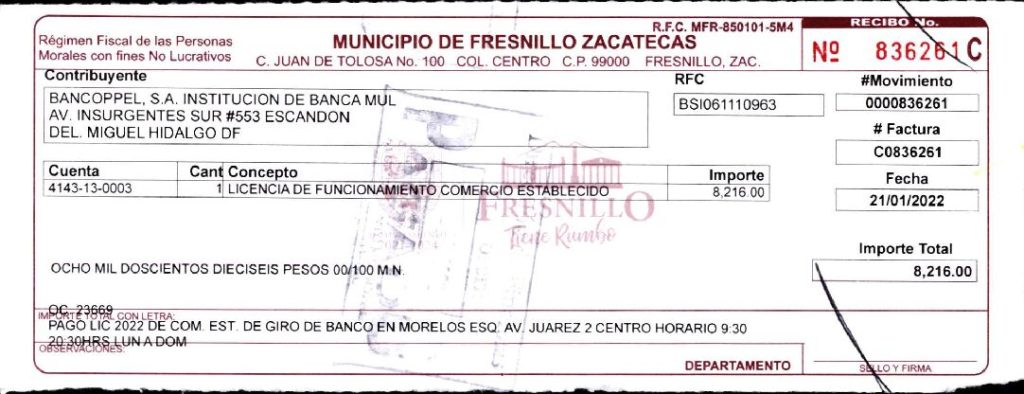 Régimen Fiscal de las Personas
Morales con fines No Lucrativos
R.F.C. MFR-850101-5M4
MUNICIPIO DE FRESNILLO ZACATECAS
C. JUAN DE TOLOSA No. 100 COL. CENTRO C.P. 99000 FRESNILLO, ZAC.
RECIBO No.
Nº 836261 C
Contribuyente
BANCOPPEL, S.A. INSTITUCION DE BANCA MUL
AV. INSURGENTES SUR #553 ESCANDON
DEL. MIGUEL HIDALGO DF
RFC
BSI061110963
#Movimiento
0000836261
# Factura
C0836261
Fecha
21/01/2022
Cuenta Cant Concepto Importe
4143-13-0003 1 LICENCIA DE FUNCIONAMIENTO COMERCIO ESTABLECIDO 8,216.00
FRESNILLO
Tiene Rumbo
Importe Total
8,216.00
OCHO MIL DOSCIENTOS DIECISEIS PESOS 00/100 M.N.
OC. 23669
IMPORTE TOTAL CON LETRA:
PAGO LIC 2022 DE COM. EST. DE GIRO DE BANCO EN MORELOS ESQ. AV. JUAREZ 2 CENTRO HORARIO 9:30
20:30HRS LUN A DOM
OBSERVACIONES:
DEPARTAMENTO
SELLO Y FIRMA